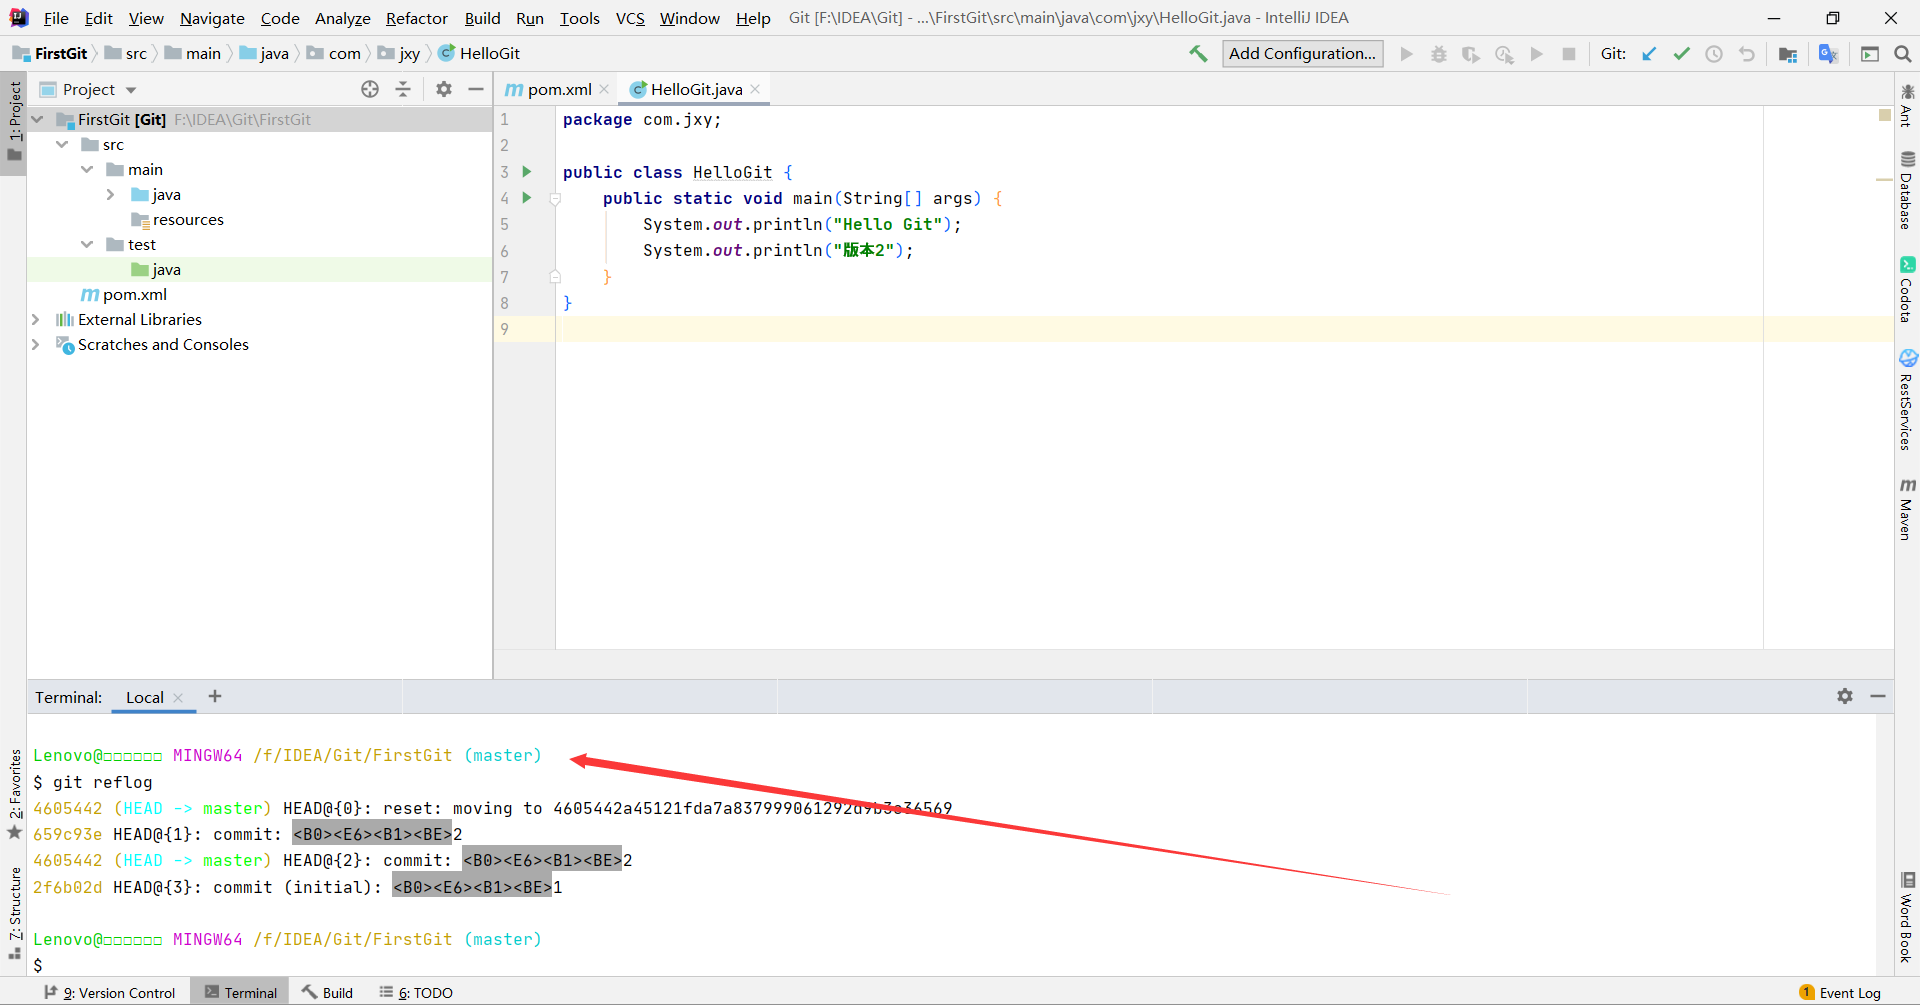 File Edit View Navigate Code Analyze Refactor Build Run Tools VCS Window Help Git [F:\IDEA\Git] - ...\FirstGit\src\main\java\com\jxy\HelloGit.java - IntelliJ IDEA
FirstGit src main java com jxy HelloGit Add Configuration... Git:
Project
pom.xml HelloGit.java
FirstGit [Git] F:\IDEA\Git\FirstGit
src
main
java
resources
test
java
pom.xml
External Libraries
Scratches and Consoles
1 package com.jxy;
2
3 public class HelloGit {
4 public static void main(String[] args) {
5 System.out.println("Hello Git");
6 System.out.println("版本2");
7 }
8 }
9
1: Project
2: Favorites
7: Structure
Ant
Database
Codota
RestServices
Maven
Word Book
Terminal: Local
Lenovo@□□□□□□ MINGW64 /f/IDEA/Git/FirstGit (master)
$ git reflog
4605442 (HEAD -> master) HEAD@{0}: reset: moving to 4605442a45121fda7a837999061292d9b3e36569
659c93e HEAD@{1}: commit: <B0><E6><B1><BE>2
4605442 (HEAD -> master) HEAD@{2}: commit: <B0><E6><B1><BE>2
2f6b02d HEAD@{3}: commit (initial): <B0><E6><B1><BE>1
Lenovo@□□□□□□ MINGW64 /f/IDEA/Git/FirstGit (master)
$
9: Version Control Terminal Build 6: TODO 1 Event Log